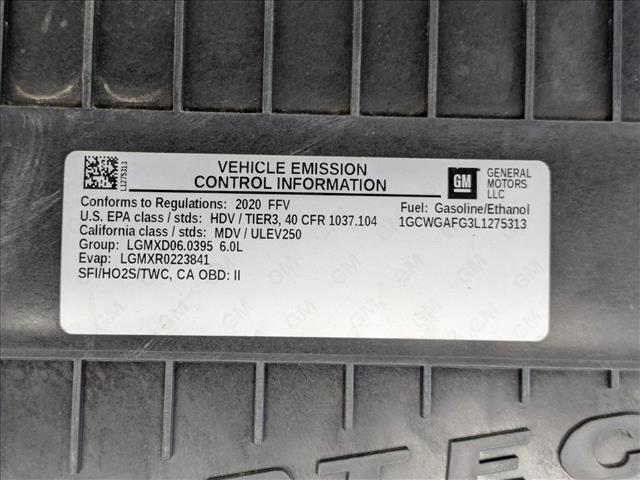 L1275313
VEHICLE EMISSION
CONTROL INFORMATION
GM
GENERAL
MOTORS
LLC
Conforms to Regulations: 2020 FFV
U.S. EPA class / stds: HDV / TIER3, 40 CFR 1037.104
California class / stds: MDV / ULEV250
Group: LGMXD06.0395 6.0L
Evap: LGMXR0223841
SFI/HO2S/TWC, CA OBD: II
Fuel: Gasoline/Ethanol
1GCWGAFG3L1275313